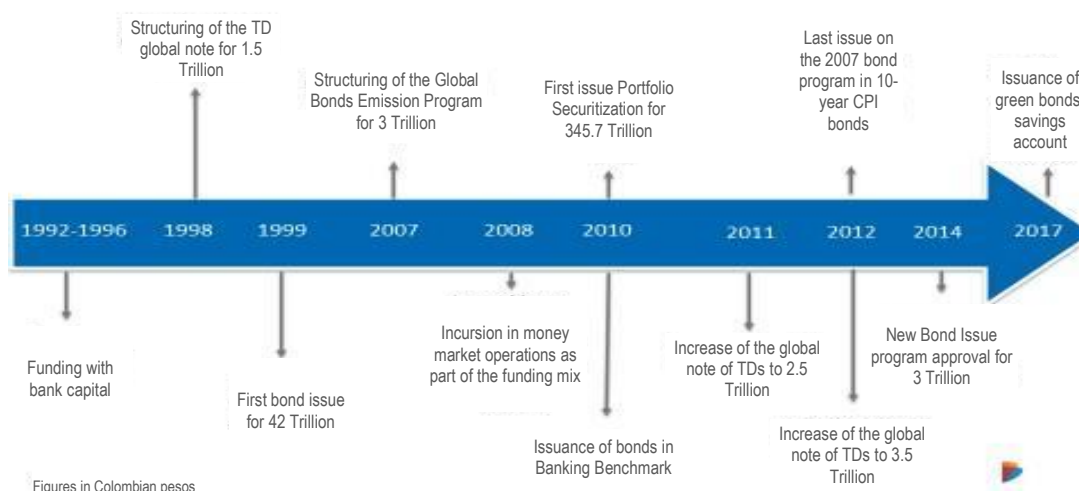 Structuring of the TD
global note for 1.5
Trillion
Structuring of the Global
Bonds Emission Program
for 3 Trillion
First issue Portfolio
Securitization for
345.7 Trillion
Last issue on
the 2007 bond
program in 10-
year CPI
bonds
Issuance of
green bonds
savings
account
1992-1996
1998
1999
2007
2008
2010
2011
2012
2014
2017
Funding with
bank capital
First bond issue
for 42 Trillion
Incursion in money
market operations as
part of the funding mix
Issuance of bonds in
Banking Benchmark
Increase of the global
note of TDs to 2.5
Trillion
Increase of the global
note of TDs to 3.5
Trillion
New Bond Issue
program approval for
3 Trillion
Figures in Colombian pesos